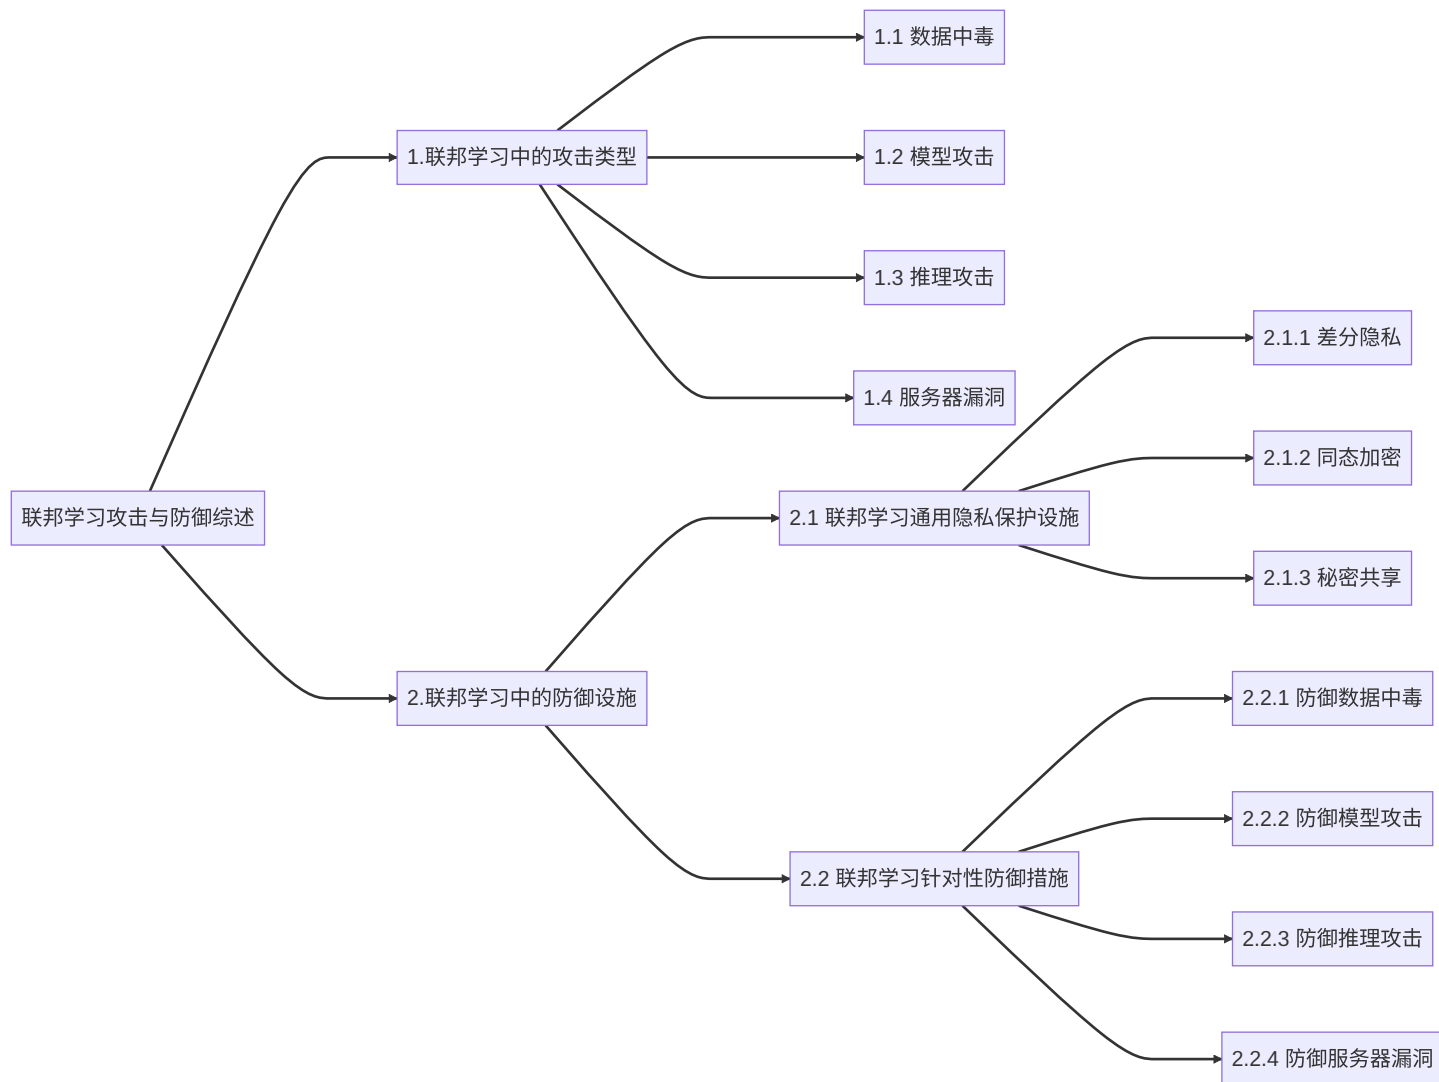 联邦学习攻击与防御综述
1.联邦学习中的攻击类型
1.1 数据中毒
1.2 模型攻击
1.3 推理攻击
1.4 服务器漏洞
2.联邦学习中的防御设施
2.1 联邦学习通用隐私保护设施
2.1.1 差分隐私
2.1.2 同态加密
2.1.3 秘密共享
2.2 联邦学习针对性防御措施
2.2.1 防御数据中毒
2.2.2 防御模型攻击
2.2.3 防御推理攻击
2.2.4 防御服务器漏洞